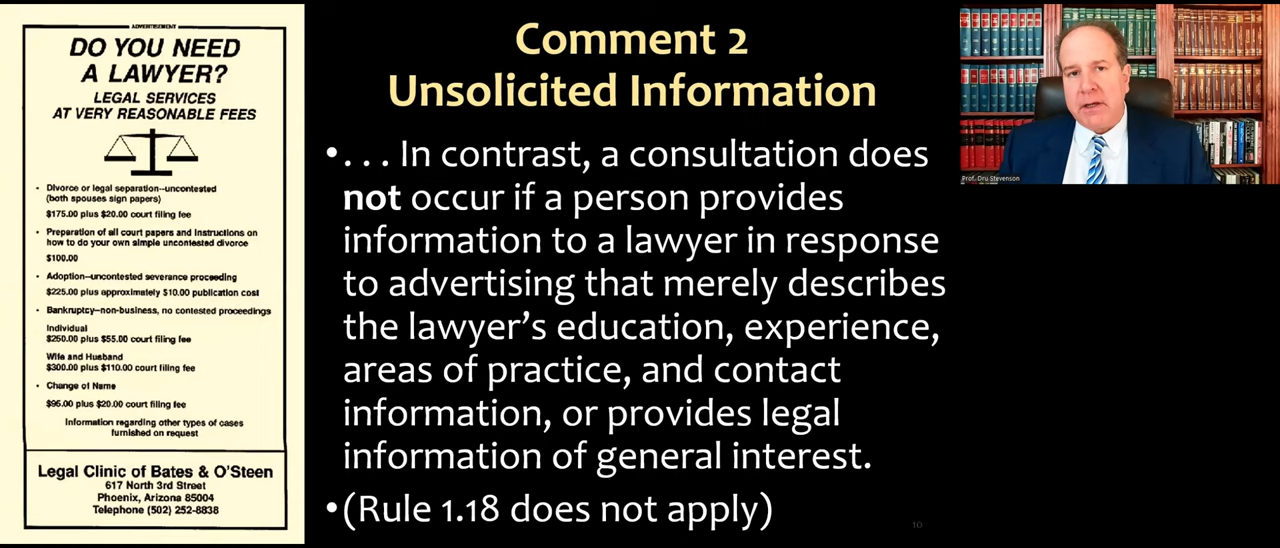 ADVERTISEMENT
DO YOU NEED
A LAWYER?
LEGAL SERVICES
AT VERY REASONABLE FEES
• Divorce or legal separation--uncontested
(both spouses sign papers)
$175.00 plus $20.00 court filing fee
• Preparation of all court papers and instructions on
how to do your own simple uncontested divorce
$100.00
• Adoption--uncontested severance proceeding
$225.00 plus approximately $10.00 publication cost
• Bankruptcy--non-business, no contested proceedings
Individual
$250.00 plus $55.00 court filing fee
Wife and Husband
$300.00 plus $110.00 court filing fee
• Change of Name
$95.00 plus $20.00 court filing fee
Information regarding other types of cases
furnished on request
Legal Clinic of Bates & O'Steen
617 North 3rd Street
Phoenix, Arizona 85004
Telephone (502) 252-8838
Comment 2
Unsolicited Information
• . . . In contrast, a consultation does
not occur if a person provides
information to a lawyer in response
to advertising that merely describes
the lawyer’s education, experience,
areas of practice, and contact
information, or provides legal
information of general interest.
• (Rule 1.18 does not apply)
10
Prof. Dru Stevenson